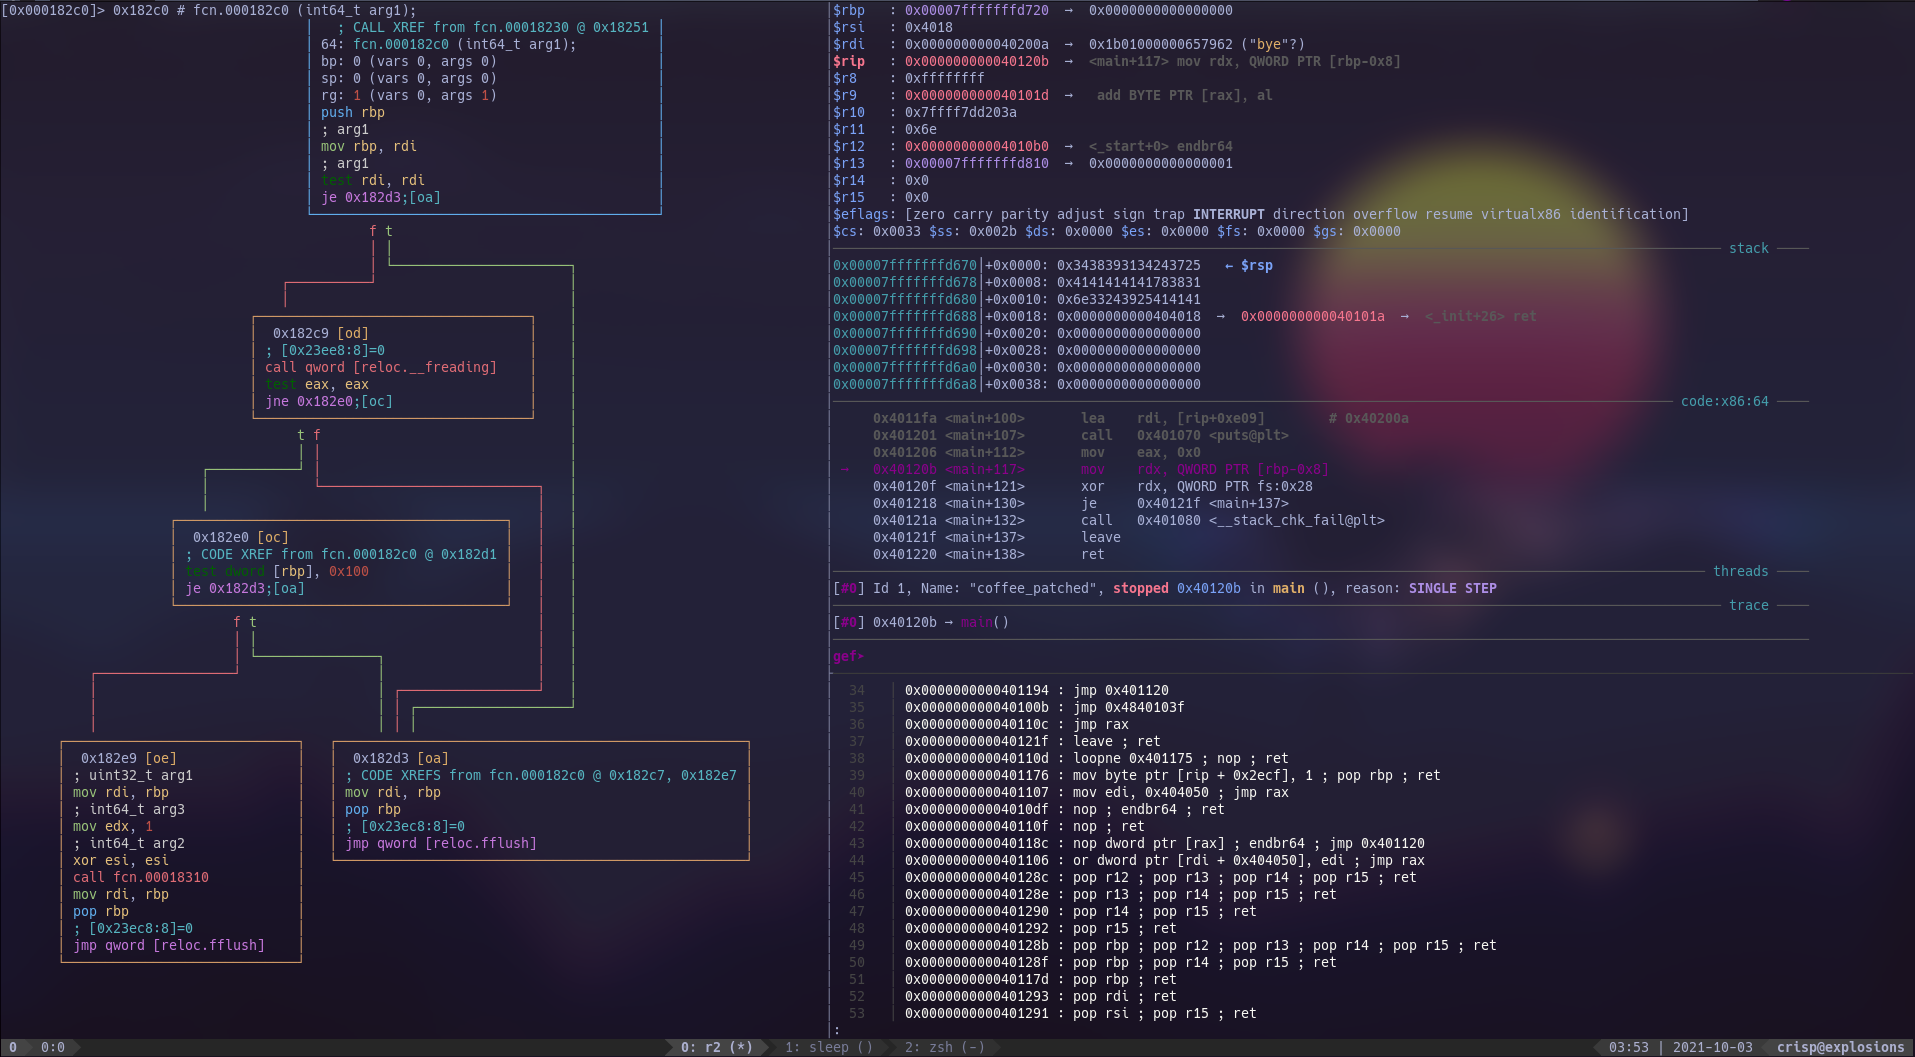 [0x000182c0]> 0x182c0 # fcn.000182c0 (int64_t arg1);
; CALL XREF from fcn.00018230 @ 0x18251
64: fcn.000182c0 (int64_t arg1);
bp: 0 (vars 0, args 0)
sp: 0 (vars 0, args 0)
rg: 1 (vars 0, args 1)
push rbp
; arg1
mov rbp, rdi
; arg1
test rdi, rdi
je 0x182d3;[oa]
f t
0x182c9 [od]
; [0x23ee8:8]=0
call qword [reloc.__freading]
test eax, eax
jne 0x182e0;[oc]
t f
0x182e0 [oc]
; CODE XREF from fcn.000182c0 @ 0x182d1
test dword [rbp], 0x100
je 0x182d3;[oa]
f t
0x182e9 [oe]
; uint32_t arg1
mov rdi, rbp
; int64_t arg3
mov edx, 1
; int64_t arg2
xor esi, esi
call fcn.00018310
mov rdi, rbp
pop rbp
; [0x23ec8:8]=0
jmp qword [reloc.fflush]
0x182d3 [oa]
; CODE XREFS from fcn.000182c0 @ 0x182c7, 0x182e7
mov rdi, rbp
pop rbp
; [0x23ec8:8]=0
jmp qword [reloc.fflush]
$rbp   : 0x00007fffffffd720  →  0x0000000000000000
$rsi   : 0x4018
$rdi   : 0x000000000040200a  →  0x1b01000000657962 ("bye"?)
$rip   : 0x000000000040120b  →  <main+117> mov rdx, QWORD PTR [rbp-0x8]
$r8    : 0xffffffff
$r9    : 0x000000000040101d  →   add BYTE PTR [rax], al
$r10   : 0x7ffff7dd203a
$r11   : 0x6e
$r12   : 0x00000000004010b0  →  <_start+0> endbr64
$r13   : 0x00007fffffffd810  →  0x0000000000000001
$r14   : 0x0
$r15   : 0x0
$eflags: [zero carry parity adjust sign trap INTERRUPT direction overflow resume virtualx86 identification]
$cs: 0x0033 $ss: 0x002b $ds: 0x0000 $es: 0x0000 $fs: 0x0000 $gs: 0x0000
stack
0x00007fffffffd670│+0x0000: 0x3438393134243725   ← $rsp
0x00007fffffffd678│+0x0008: 0x4141414141783831
0x00007fffffffd680│+0x0010: 0x6e33243925414141
0x00007fffffffd688│+0x0018: 0x0000000000404018  →  0x000000000040101a  →  <_init+26> ret
0x00007fffffffd690│+0x0020: 0x0000000000000000
0x00007fffffffd698│+0x0028: 0x0000000000000000
0x00007fffffffd6a0│+0x0030: 0x0000000000000000
0x00007fffffffd6a8│+0x0038: 0x0000000000000000
code:x86:64
0x4011fa <main+100>       lea    rdi, [rip+0xe09]        # 0x40200a
0x401201 <main+107>       call   0x401070 <puts@plt>
0x401206 <main+112>       mov    eax, 0x0
→   0x40120b <main+117>       mov    rdx, QWORD PTR [rbp-0x8]
0x40120f <main+121>       xor    rdx, QWORD PTR fs:0x28
0x401218 <main+130>       je     0x40121f <main+137>
0x40121a <main+132>       call   0x401080 <__stack_chk_fail@plt>
0x40121f <main+137>       leave
0x401220 <main+138>       ret
threads
[#0] Id 1, Name: "coffee_patched", stopped 0x40120b in main (), reason: SINGLE STEP
trace
[#0] 0x40120b → main()
gef>
34 0x0000000000401194 : jmp 0x401120
35 0x000000000040100b : jmp 0x4840103f
36 0x000000000040110c : jmp rax
37 0x000000000040121f : leave ; ret
38 0x000000000040110d : loopne 0x401175 ; nop ; ret
39 0x0000000000401176 : mov byte ptr [rip + 0x2ecf], 1 ; pop rbp ; ret
40 0x0000000000401107 : mov edi, 0x404050 ; jmp rax
41 0x00000000004010df : nop ; endbr64 ; ret
42 0x000000000040110f : nop ; ret
43 0x000000000040118c : nop dword ptr [rax] ; endbr64 ; jmp 0x401120
44 0x0000000000401106 : or dword ptr [rdi + 0x404050], edi ; jmp rax
45 0x000000000040128c : pop r12 ; pop r13 ; pop r14 ; pop r15 ; ret
46 0x000000000040128e : pop r13 ; pop r14 ; pop r15 ; ret
47 0x0000000000401290 : pop r14 ; pop r15 ; ret
48 0x0000000000401292 : pop r15 ; ret
49 0x000000000040128b : pop rbp ; pop r12 ; pop r13 ; pop r14 ; pop r15 ; ret
50 0x000000000040128f : pop rbp ; pop r14 ; pop r15 ; ret
51 0x000000000040117d : pop rbp ; ret
52 0x0000000000401293 : pop rdi ; ret
53 0x0000000000401291 : pop rsi ; pop r15 ; ret
:
0 0:0 0: r2 (*) 1: sleep () 2: zsh (-) 03:53 | 2021-10-03 crisp@explosions